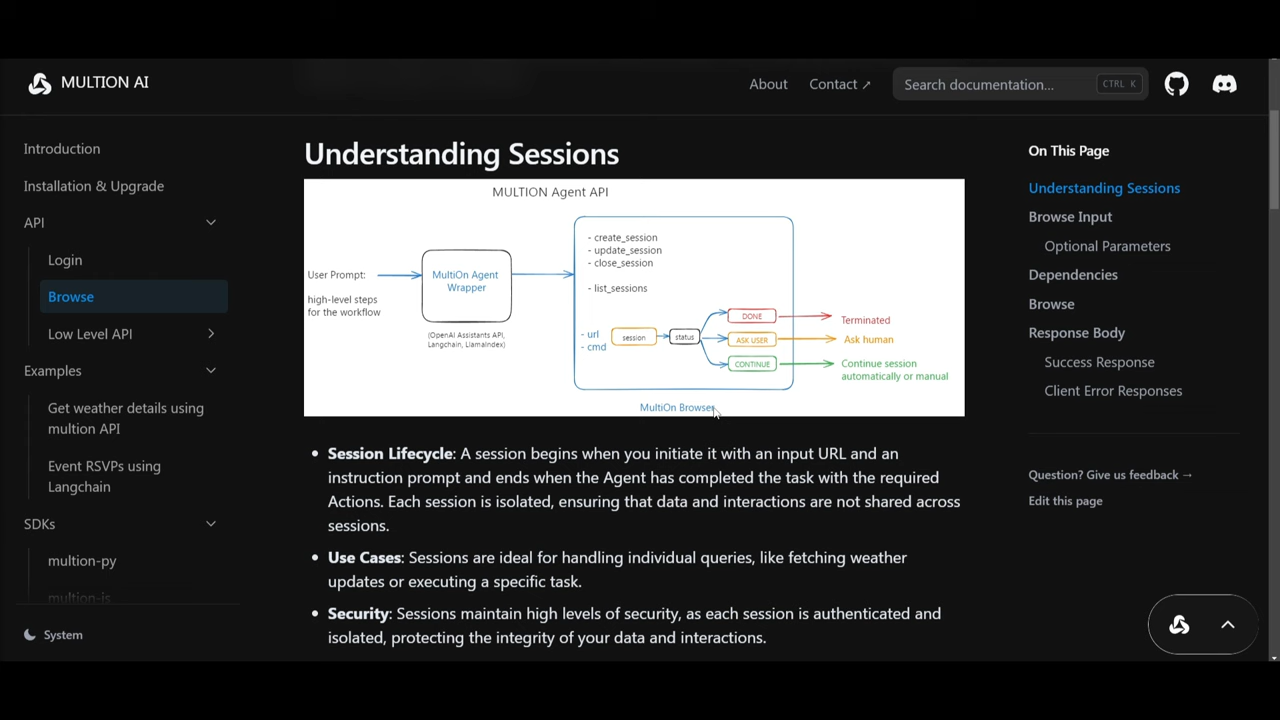 MULTION AI
About
Contact ↗
Search documentation...
CTRL K
Introduction
Installation & Upgrade
API
Login
Browse
Low Level API
Examples
Get weather details using
multion API
Event RSVPs using
Langchain
SDKs
multion-py
multion-js
System
Understanding Sessions
MULTION Agent API
User Prompt:
high-level steps
for the workflow
MultiOn Agent
Wrapper
(OpenAI Assistants API,
Langchain, LlamaIndex)
- create_session
- update_session
- close_session
- list_sessions
- url
- cmd
session
status
DONE
ASK USER
CONTINUE
Terminated
Ask human
Continue session
automatically or manual
MultiOn Browser
• Session Lifecycle: A session begins when you initiate it with an input URL and an
instruction prompt and ends when the Agent has completed the task with the required
Actions. Each session is isolated, ensuring that data and interactions are not shared across
sessions.
• Use Cases: Sessions are ideal for handling individual queries, like fetching weather
updates or executing a specific task.
• Security: Sessions maintain high levels of security, as each session is authenticated and
isolated, protecting the integrity of your data and interactions.
On This Page
Understanding Sessions
Browse Input
Optional Parameters
Dependencies
Browse
Response Body
Success Response
Client Error Responses
Question? Give us feedback →
Edit this page